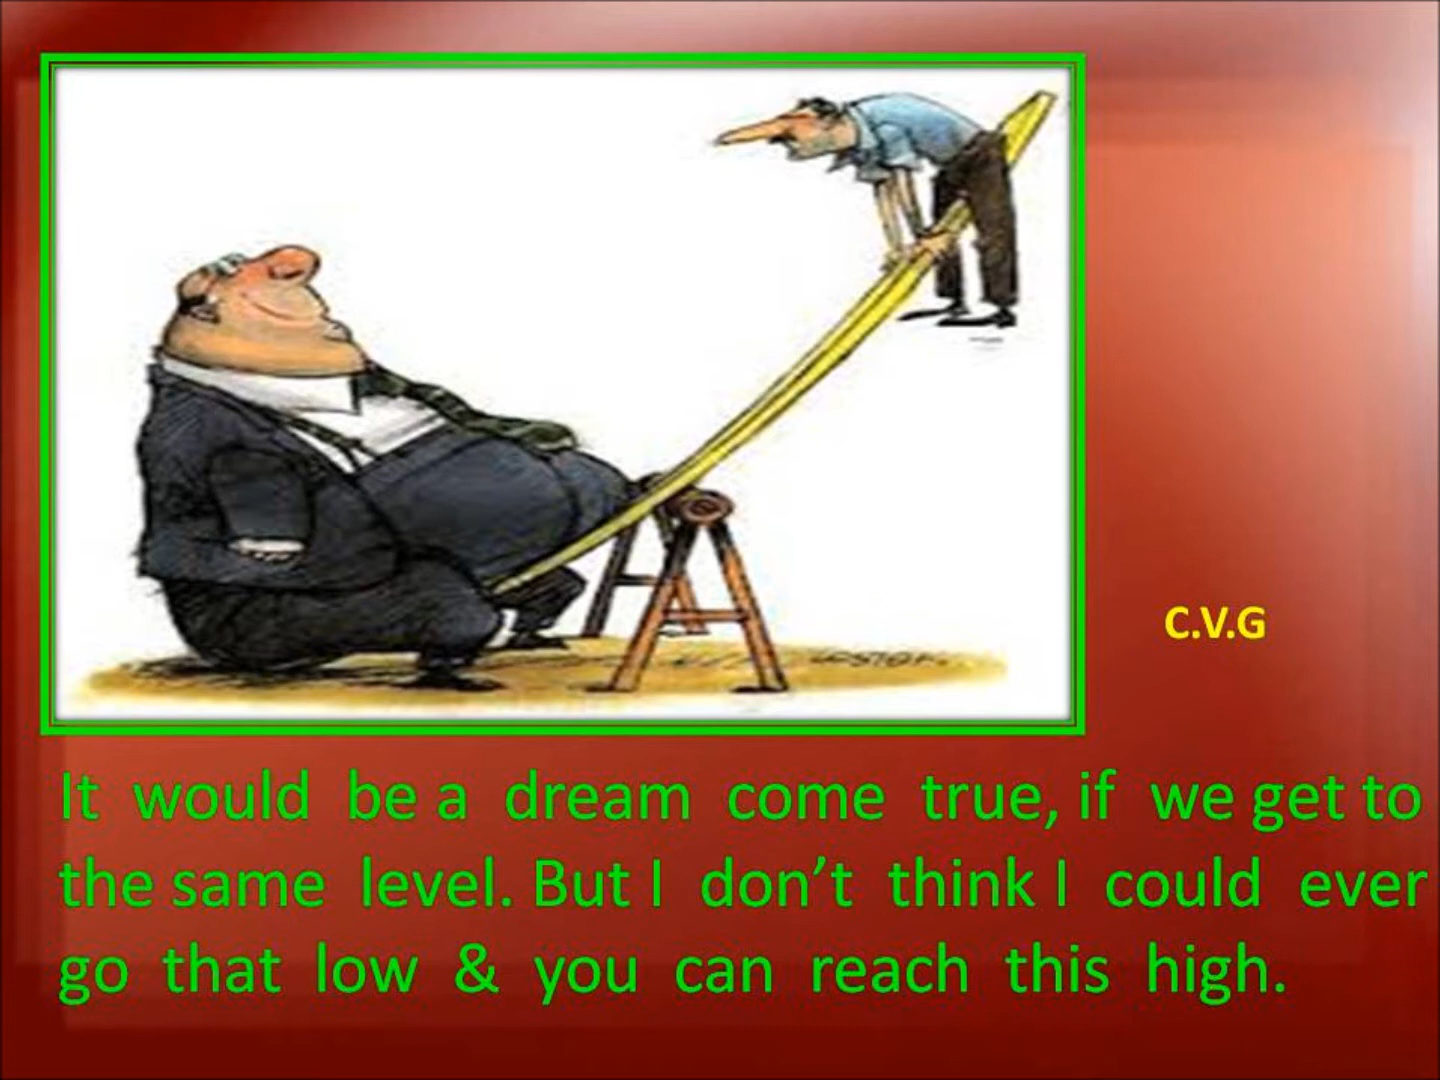 C.V.G
It would be a dream come true, if we get to
the same level. But I don’t think I could ever
go that low & you can reach this high.